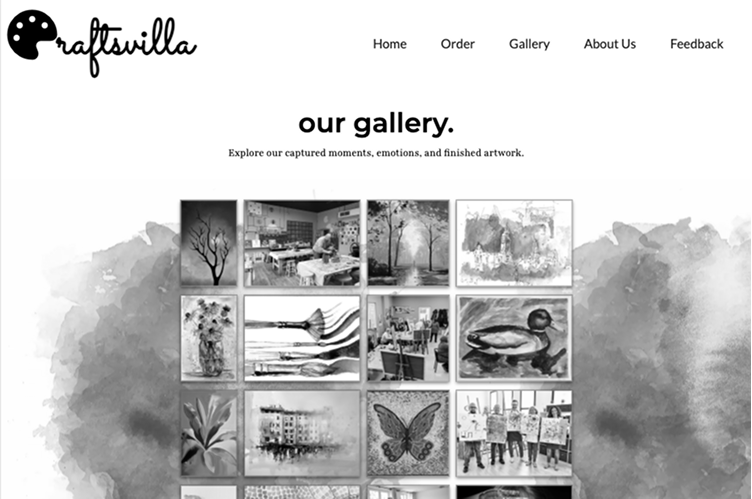 raftsvilla
Home Order Gallery About Us Feedback
our gallery.
Explore our captured moments, emotions, and finished artwork.